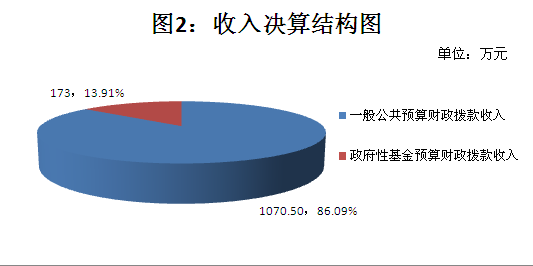 图2：收入决算结构图
单位：万元
173，13.91%
一般公共预算财政拨款收入
政府性基金预算财政拨款收入
1070.50，86.09%